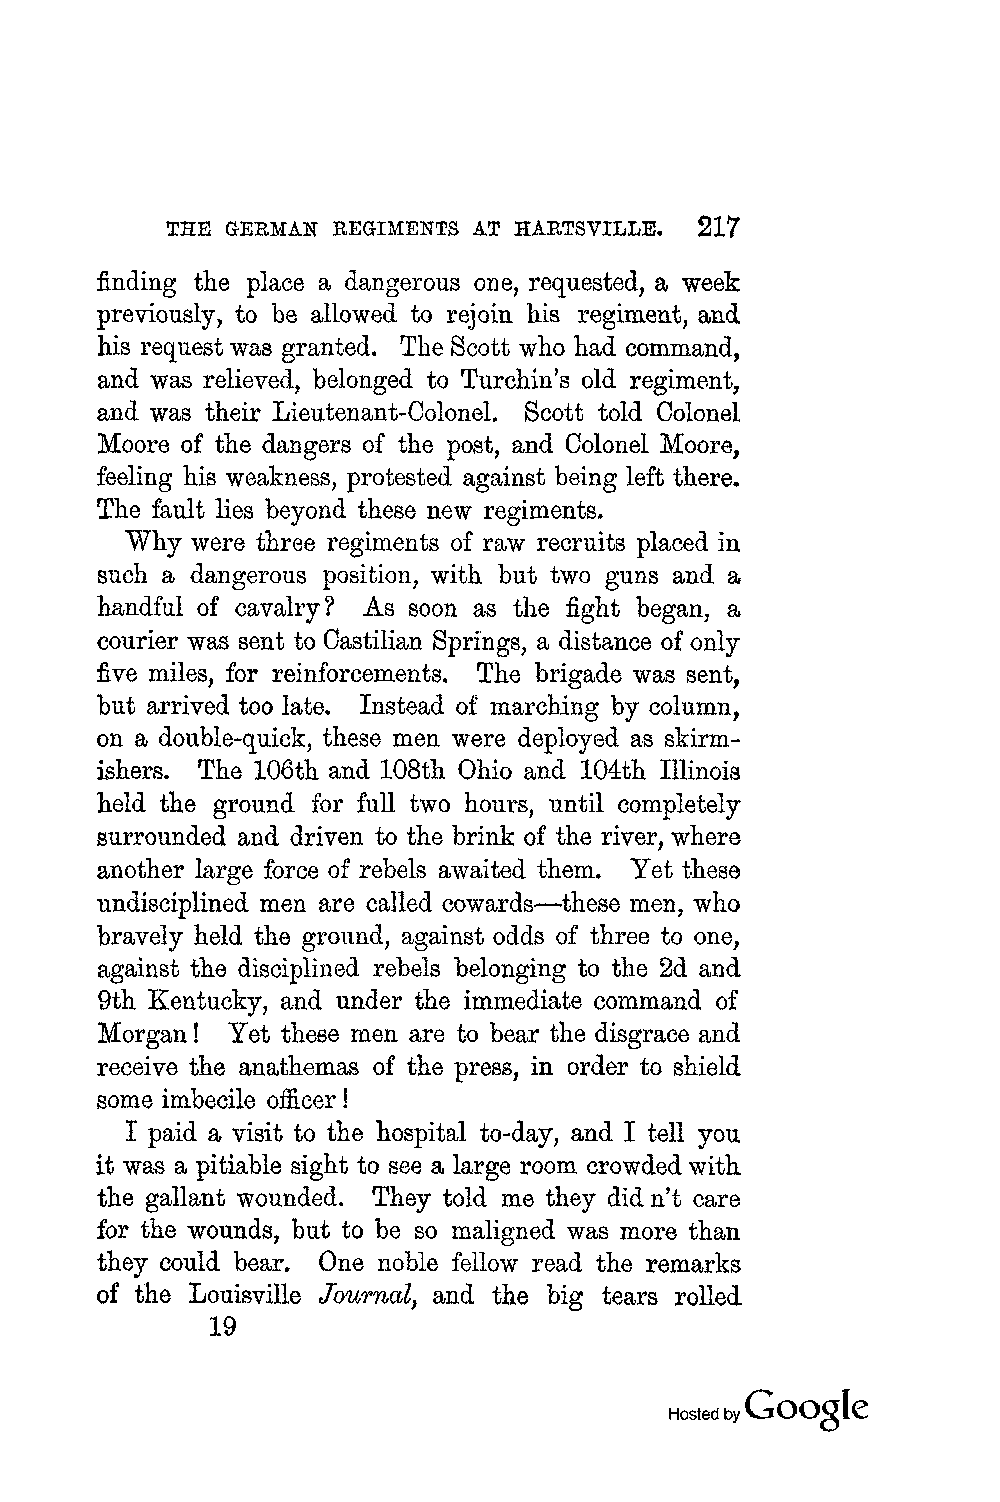 THE GERMAN REGIMENTS AT HARTSVILLE. 217
finding the place a dangerous one, requested, a week
previously, to be allowed to rejoin his regiment, and
his request was granted. The Scott who had command,
and was relieved, belonged to Turchin's old regiment,
and was their Lieutenant-Colonel. Scott told Colonel
Moore of the dangers of the post, and Colonel Moore,
feeling his weakness, protested against being left there.
The fault lies beyond these new regiments.
Why were three regiments of raw recruits placed in
such a dangerous position, with but two guns and a
handful of cavalry? As soon as the fight began, a
courier was sent to Castilian Springs, a distance of only
five miles, for reinforcements. The brigade was sent,
but arrived too late. Instead of marching by column,
on a double-quick, these men were deployed as skirm-
ishers. The 106th and 108th Ohio and 104th Illinois
held the ground for full two hours, until completely
surrounded and driven to the brink of the river, where
another large force of rebels awaited them. Yet these
undisciplined men are called cowards—these men, who
bravely held the ground, against odds of three to one,
against the disciplined rebels belonging to the 2d and
9th Kentucky, and under the immediate command of
Morgan! Yet these men are to bear the disgrace and
receive the anathemas of the press, in order to shield
some imbecile officer!
I paid a visit to the hospital to-day, and I tell you
it was a pitiable sight to see a large room crowded with
the gallant wounded. They told me they did n't care
for the wounds, but to be so maligned was more than
they could bear. One noble fellow read the remarks
of the Louisville Journal, and the big tears rolled
19
Hosted by Google